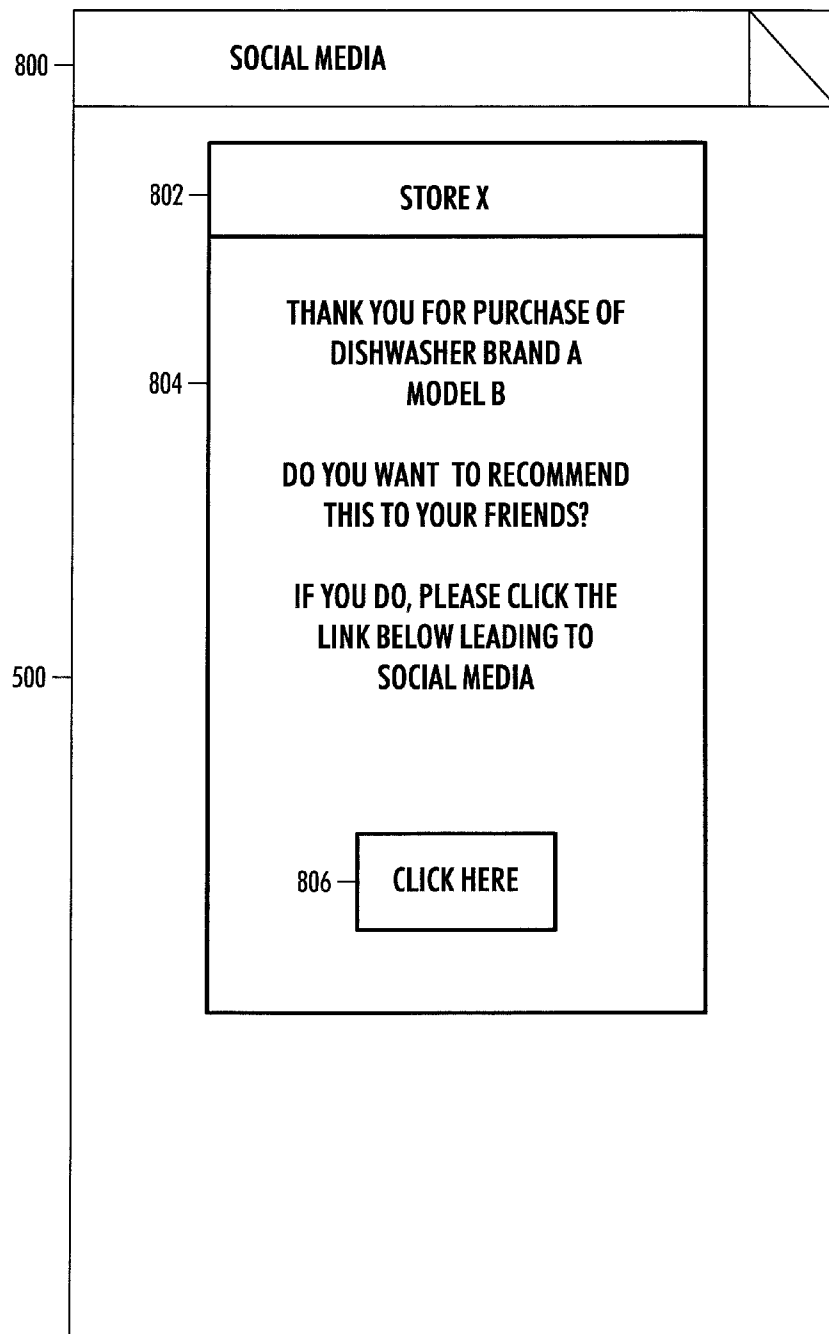 800 SOCIAL MEDIA
802 STORE X
THANK YOU FOR PURCHASE OF
DISHWASHER BRAND A
804
MODEL B
DO YOU WANT TO RECOMMEND
THIS TO YOUR FRIENDS?
IF YOU DO, PLEASE CLICK THE
LINK BELOW LEADING TO
500
SOCIAL MEDIA
806 CLICK HERE